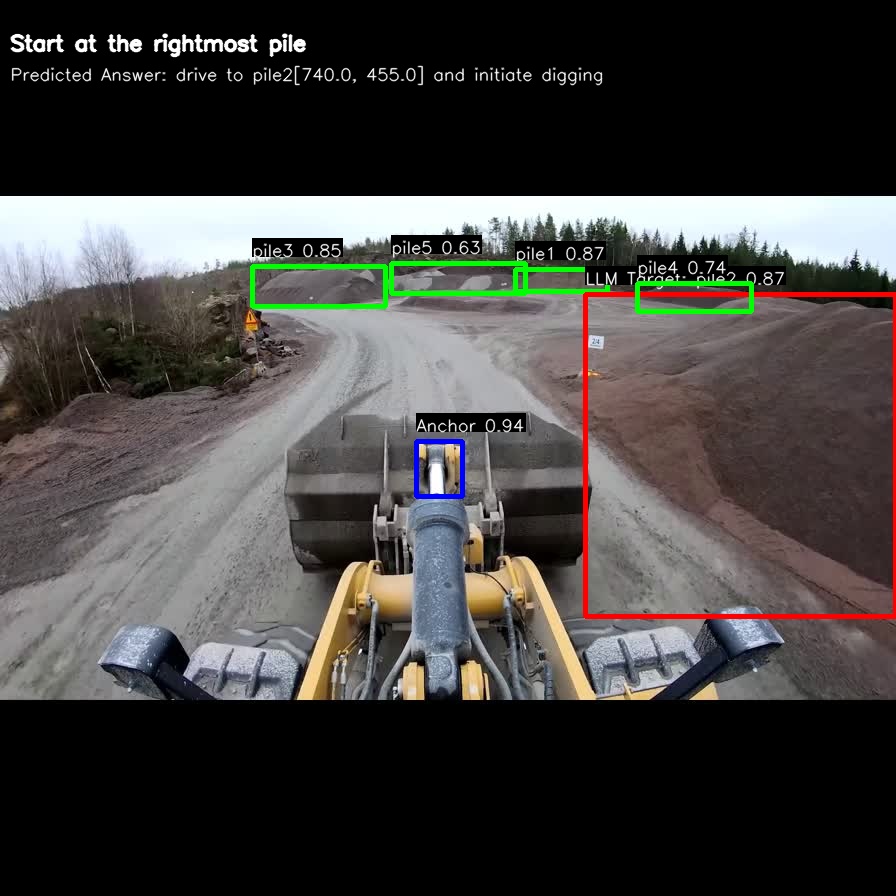 Start at the rightmost pile
Predicted Answer: drive to pile2[740.0, 455.0] and initiate digging
pile3 0.85
pile5 0.63
pile1 0.87
pile4 0.74
LLM Target: pile2 0.87
2/4
Anchor 0.94